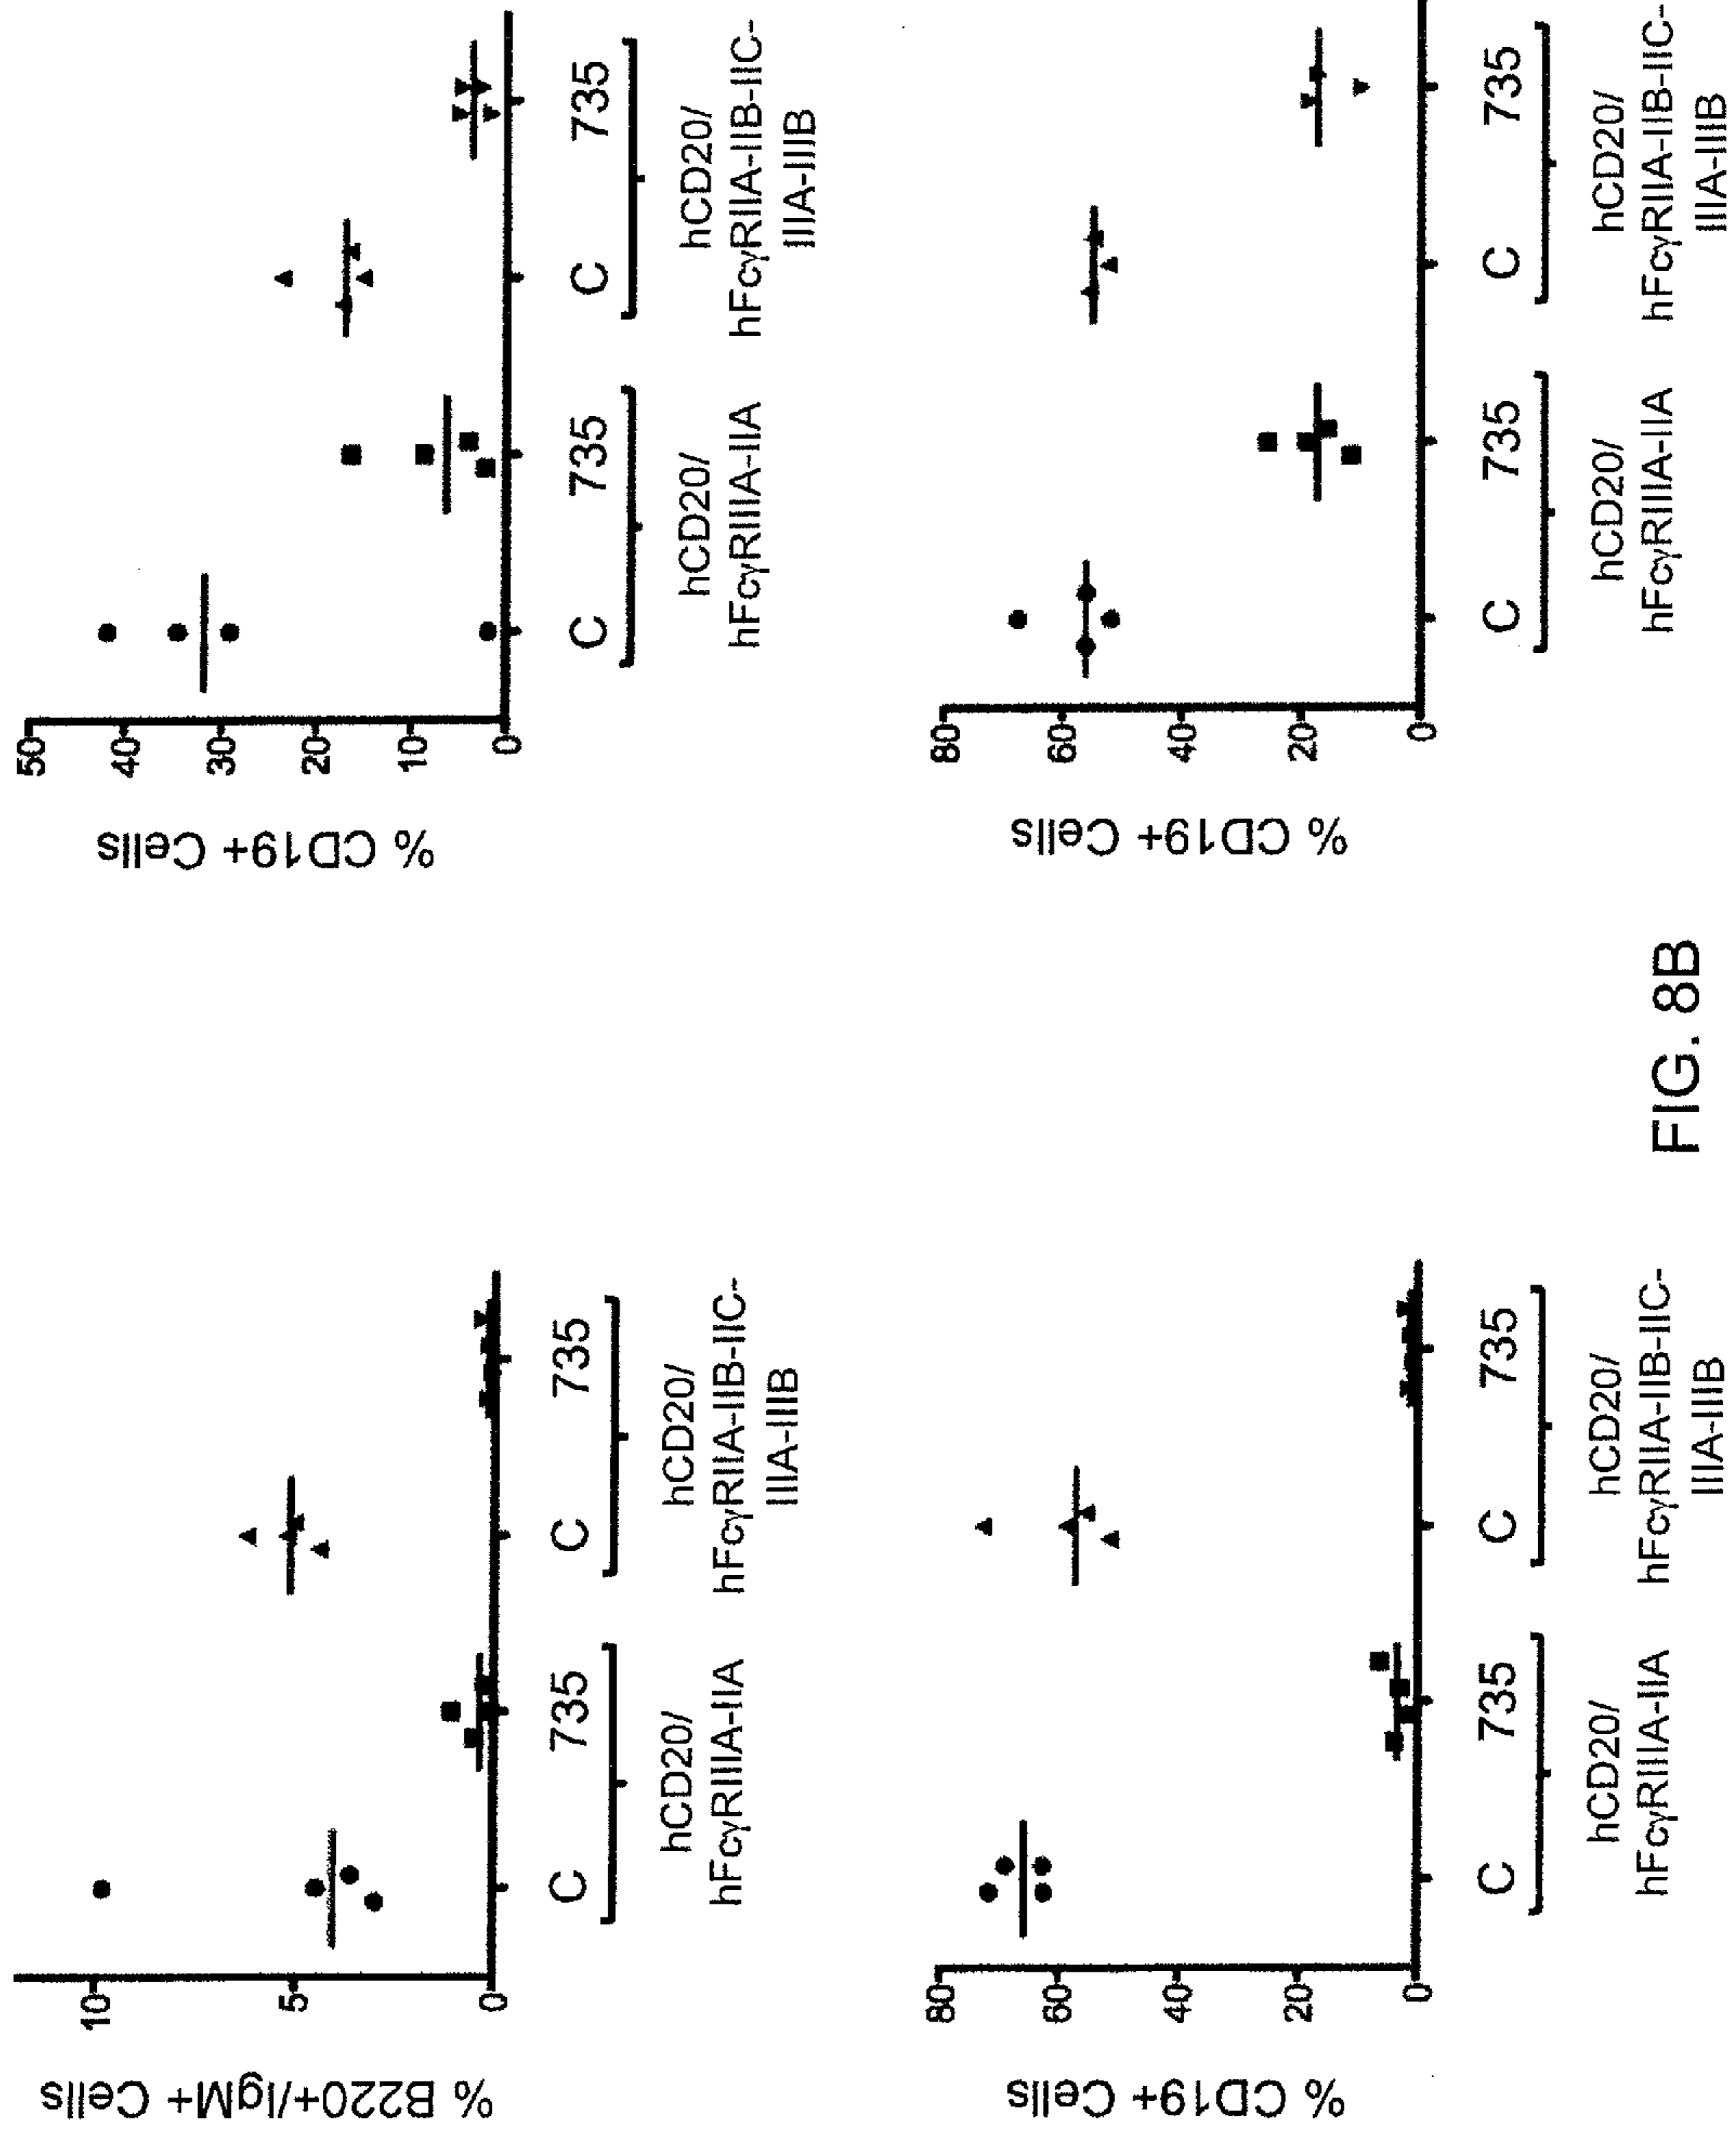 % B220+/IgM+ Cells
10
5
0
C 735 C 735
hCD20/
hFcγRIIIA-IIA
hCD20/
hFcγRIIA-IIB-IIC-
IIIA-IIIB
% CD19+ Cells
50
40
30
20
10
0
C 735 C 735
hCD20/
hFcγRIIIA-IIA
hCD20/
hFcγRIIA-IIB-IIC-
IIIA-IIIB
% CD19+ Cells
80
60
40
20
0
C 735 C 735
hCD20/
hFcγRIIIA-IIA
hCD20/
hFcγRIIA-IIB-IIC-
IIIA-IIIB
% CD19+ Cells
80
60
40
20
0
C 735 C 735
hCD20/
hFcγRIIIA-IIA
hCD20/
hFcγRIIA-IIB-IIC-
IIIA-IIIB
FIG. 8B